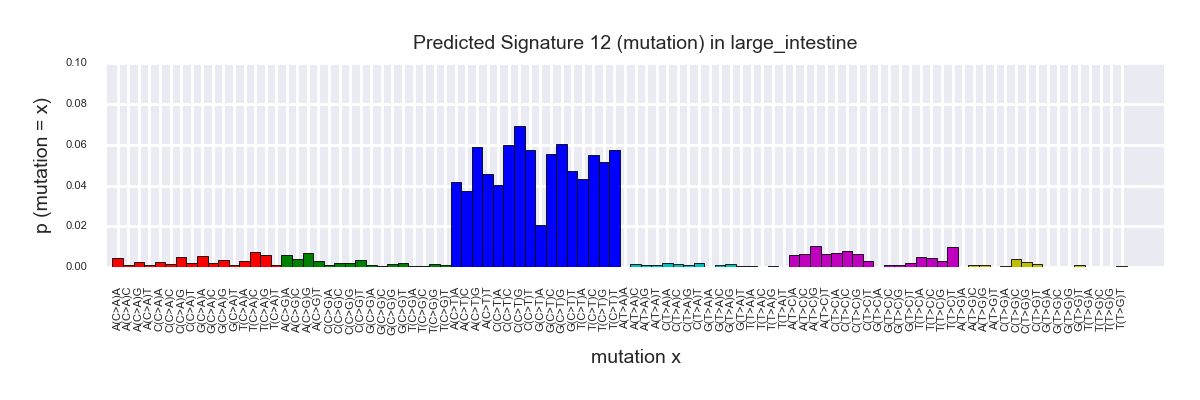 Predicted Signature 12 (mutation) in large_intestine
p (mutation = x)
0.10
0.08
0.06
0.04
0.02
0.00
A(C>A)A
A(C>A)C
A(C>A)G
A(C>A)T
C(C>A)A
C(C>A)C
C(C>A)G
C(C>A)T
G(C>A)A
G(C>A)C
G(C>A)G
G(C>A)T
T(C>A)A
T(C>A)C
T(C>A)G
T(C>A)T
A(C>G)A
A(C>G)C
A(C>G)G
A(C>G)T
C(C>G)A
C(C>G)C
C(C>G)G
C(C>G)T
G(C>G)A
G(C>G)C
G(C>G)G
G(C>G)T
T(C>G)A
T(C>G)C
T(C>G)G
T(C>G)T
A(C>T)A
A(C>T)C
A(C>T)G
A(C>T)T
C(C>T)A
C(C>T)C
C(C>T)G
C(C>T)T
G(C>T)A
G(C>T)C
G(C>T)G
G(C>T)T
T(C>T)A
T(C>T)C
T(C>T)G
T(C>T)T
A(T>A)A
A(T>A)C
A(T>A)G
A(T>A)T
C(T>A)A
C(T>A)C
C(T>A)G
C(T>A)T
G(T>A)A
G(T>A)C
G(T>A)G
G(T>A)T
T(T>A)A
T(T>A)C
T(T>A)G
T(T>A)T
A(T>C)A
A(T>C)C
A(T>C)G
A(T>C)T
C(T>C)A
C(T>C)C
C(T>C)G
C(T>C)T
G(T>C)A
G(T>C)C
G(T>C)G
G(T>C)T
T(T>C)A
T(T>C)C
T(T>C)G
T(T>C)T
A(T>G)A
A(T>G)C
A(T>G)G
A(T>G)T
C(T>G)A
C(T>G)C
C(T>G)G
C(T>G)T
G(T>G)A
G(T>G)C
G(T>G)G
G(T>G)T
T(T>G)A
T(T>G)C
T(T>G)G
T(T>G)T
mutation x